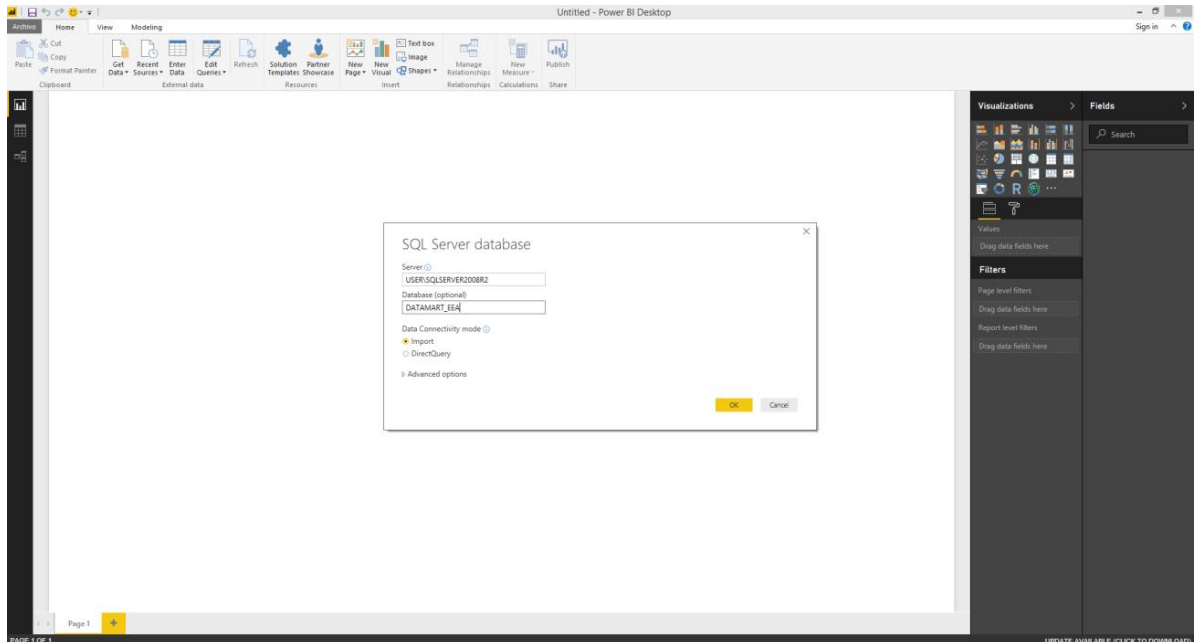 Untitled - Power BI Desktop
Archivo Home View Modeling Sign in
Cut
Copy
Format Painter
Paste
Clipboard
Get Data
Recent Sources
Enter Data
Edit Queries
Refresh
External data
Solution Templates
Partner Showcase
Resources
New Page
New Visual
Text box
Image
Shapes
Insert
Manage Relationships
Relationships
New Measure
Calculations
Publish
Share
Visualizations
Fields
Search
R
Values
Drag data fields here
Filters
Page level filters
Drag data fields here
Report level filters
Drag data fields here
SQL Server database
Server
USER\SQLSERVER2008R2
Database (optional)
DATAMART_EEA
Data Connectivity mode
Import
DirectQuery
Advanced options
OK Cancel
Page 1
PAGE 1 OF 1
UPDATE AVAILABLE (CLICK TO DOWNLOAD)